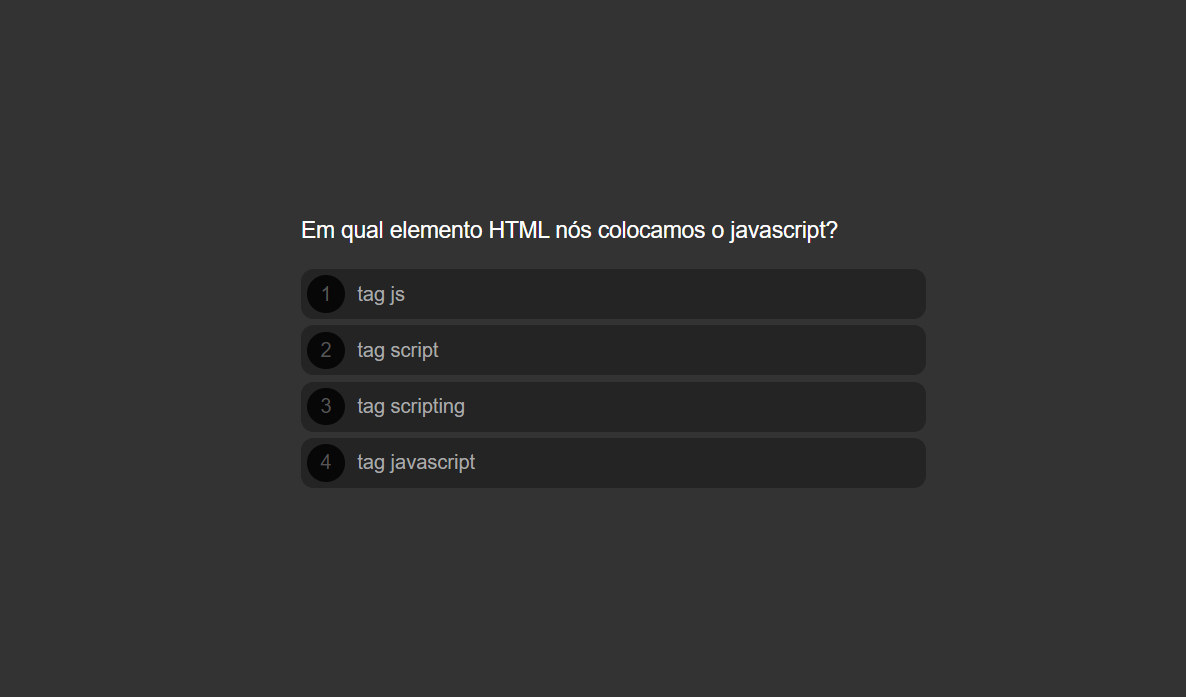 Em qual elemento HTML nós colocamos o javascript?
1 tag js
2 tag script
3 tag scripting
4 tag javascript